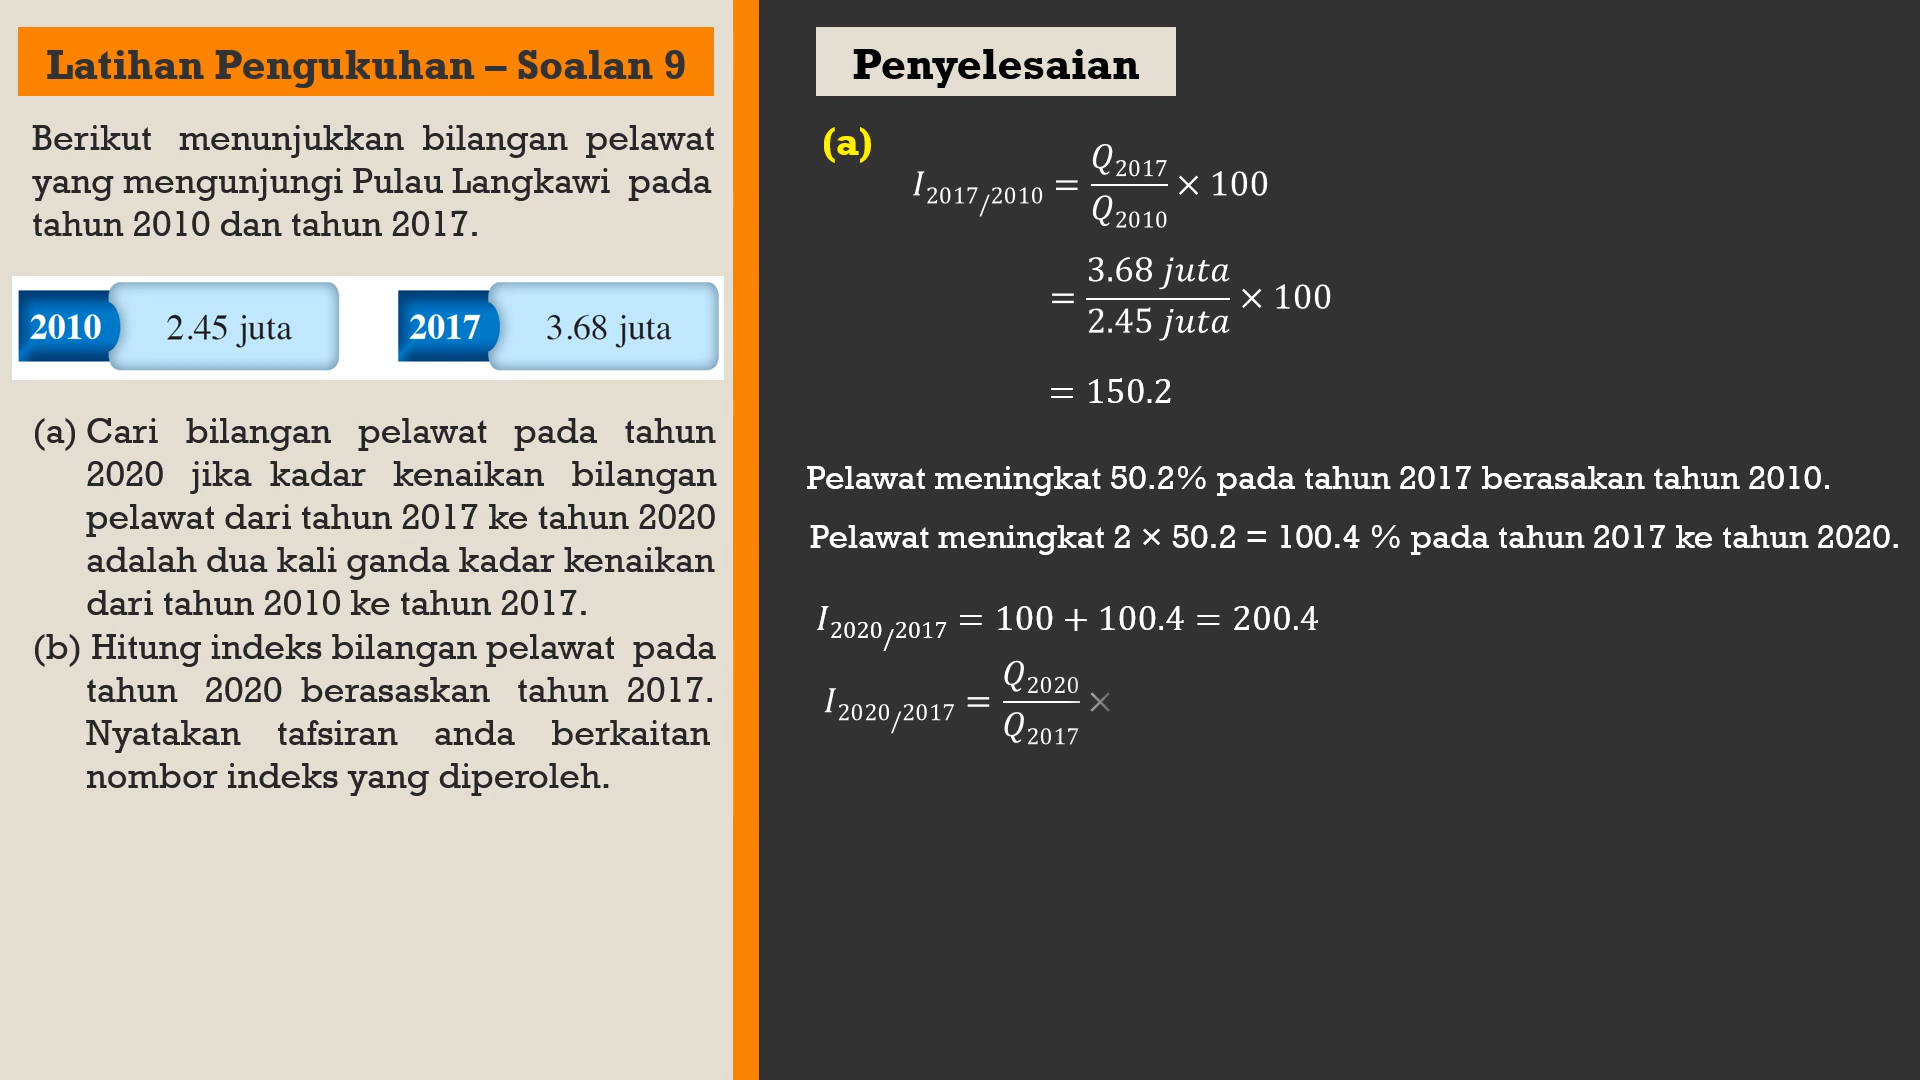 Latihan Pengukuhan – Soalan 9
Berikut menunjukkan bilangan pelawat
yang mengunjungi Pulau Langkawi pada
tahun 2010 dan tahun 2017.
2010 2.45 juta 2017 3.68 juta
(a) Cari bilangan pelawat pada tahun
2020 jika kadar kenaikan bilangan
pelawat dari tahun 2017 ke tahun 2020
adalah dua kali ganda kadar kenaikan
dari tahun 2010 ke tahun 2017.
(b) Hitung indeks bilangan pelawat pada
tahun 2020 berasaskan tahun 2017.
Nyatakan tafsiran anda berkaitan
nombor indeks yang diperoleh.
Penyelesaian
(a)
I₂₀₁₇/₂₀₁₀ = Q₂₀₁₇/Q₂₀₁₀ × 100
= 3.68 juta/2.45 juta × 100
= 150.2
Pelawat meningkat 50.2% pada tahun 2017 berasakan tahun 2010.
Pelawat meningkat 2 × 50.2 = 100.4 % pada tahun 2017 ke tahun 2020.
I₂₀₂₀/₂₀₁₇ = 100 + 100.4 = 200.4
I₂₀₂₀/₂₀₁₇ = Q₂₀₂₀/Q₂₀₁₇ ×